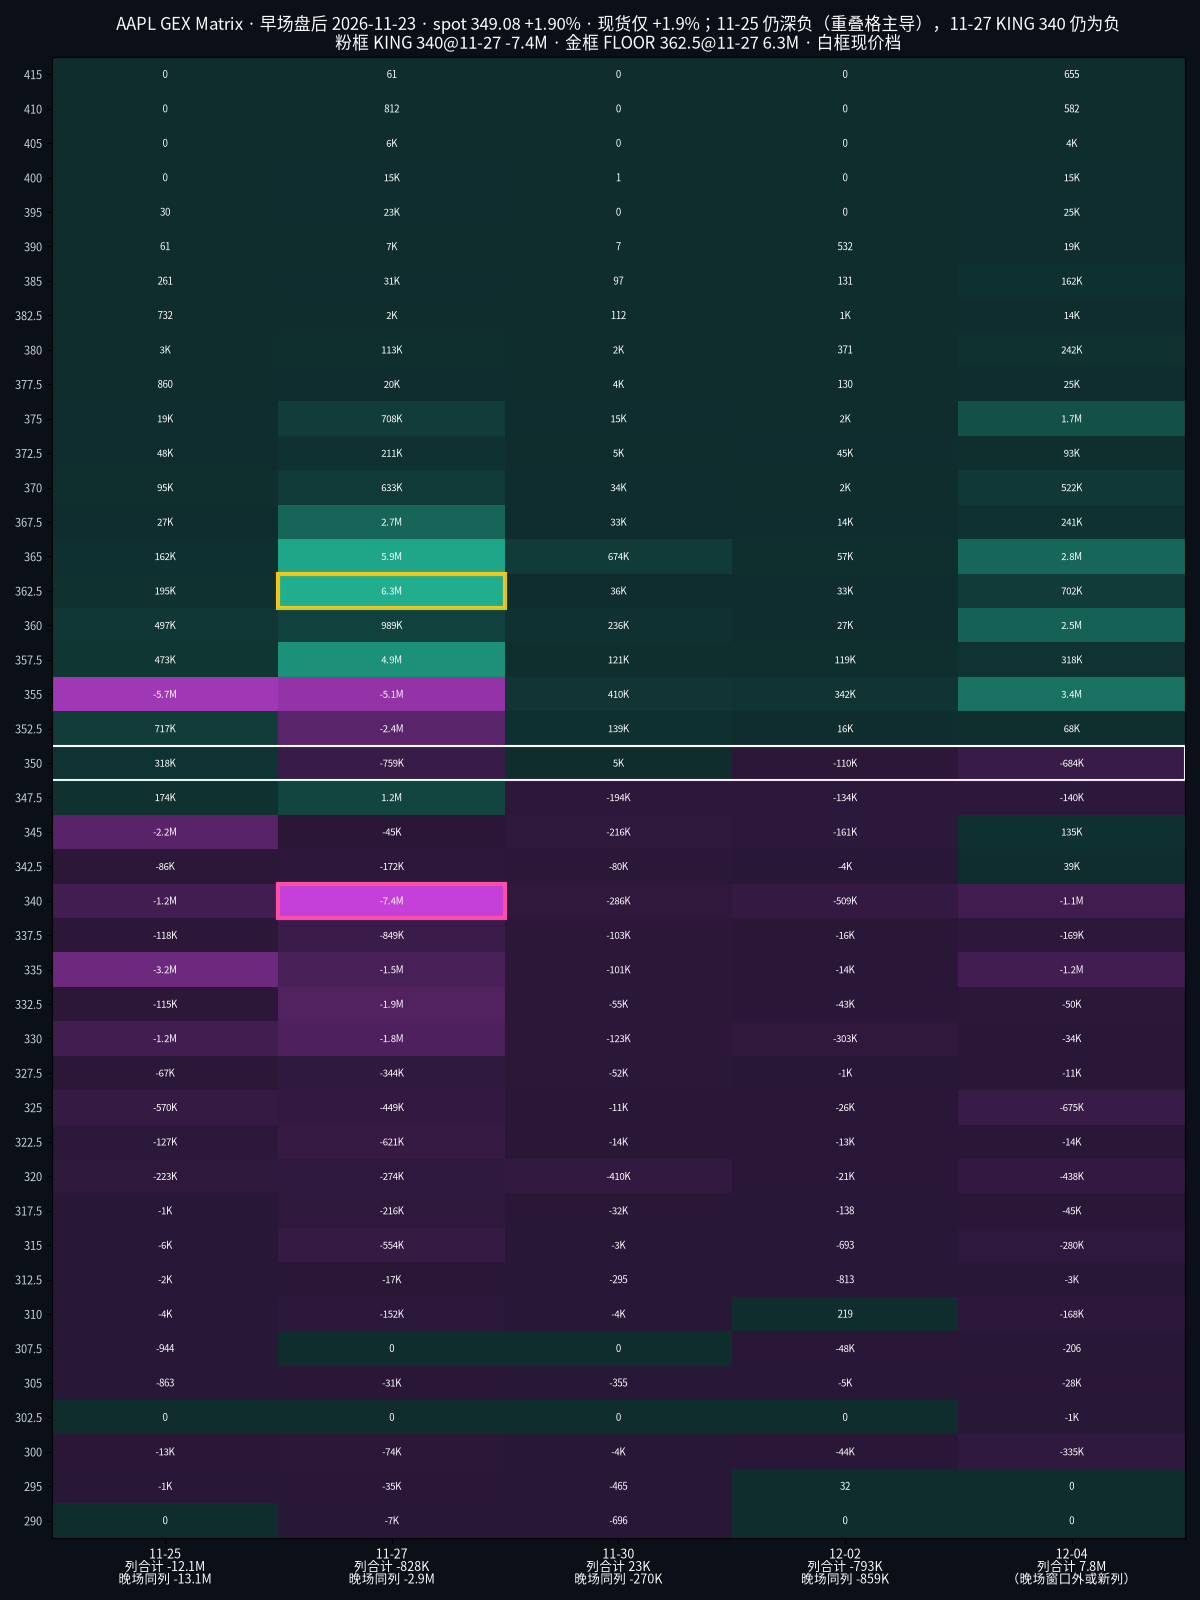 AAPL GEX Matrix · 早场盘后 2026-11-23 · spot 349.08 +1.90% · 现货仅 +1.9%；11-25 仍深负（重叠格主导），11-27 KING 340 仍为负
粉框 KING 340@11-27 -7.4M · 金框 FLOOR 362.5@11-27 6.3M · 白框现价档
415 0 61 0 0 655
410 0 812 0 0 582
405 0 6K 0 0 4K
400 0 15K 1 0 15K
395 30 23K 0 0 25K
390 61 7K 7 532 19K
385 261 31K 97 131 162K
382.5 732 2K 112 1K 14K
380 3K 113K 2K 371 242K
377.5 860 20K 4K 130 25K
375 19K 708K 15K 2K 1.7M
372.5 48K 211K 5K 45K 93K
370 95K 633K 34K 2K 522K
367.5 27K 2.7M 33K 14K 241K
365 162K 5.9M 674K 57K 2.8M
362.5 195K 6.3M 36K 33K 702K
360 497K 989K 236K 27K 2.5M
357.5 473K 4.9M 121K 119K 318K
355 -5.7M -5.1M 410K 342K 3.4M
352.5 717K -2.4M 139K 16K 68K
350 318K -759K 5K -110K -684K
347.5 174K 1.2M -194K -134K -140K
345 -2.2M -45K -216K -161K 135K
342.5 -86K -172K -80K -4K 39K
340 -1.2M -7.4M -286K -509K -1.1M
337.5 -118K -849K -103K -16K -169K
335 -3.2M -1.5M -101K -14K -1.2M
332.5 -115K -1.9M -55K -43K -50K
330 -1.2M -1.8M -123K -303K -34K
327.5 -67K -344K -52K -1K -11K
325 -570K -449K -11K -26K -675K
322.5 -127K -621K -14K -13K -14K
320 -223K -274K -410K -21K -438K
317.5 -1K -216K -32K -138 -45K
315 -6K -554K -3K -693 -280K
312.5 -2K -17K -295 -813 -3K
310 -4K -152K -4K 219 -168K
307.5 -944 0 0 -48K -206
305 -863 -31K -355 -5K -28K
302.5 0 0 0 0 -1K
300 -13K -74K -4K -44K -335K
295 -1K -35K -465 32 0
290 0 -7K -696 0 0
11-25 11-27 11-30 12-02 12-04
列合计 -12.1M 列合计 -828K 列合计 23K 列合计 -793K 列合计 7.8M
晚场同列 -13.1M 晚场同列 -2.9M 晚场同列 -270K 晚场同列 -859K （晚场窗口外或新列）